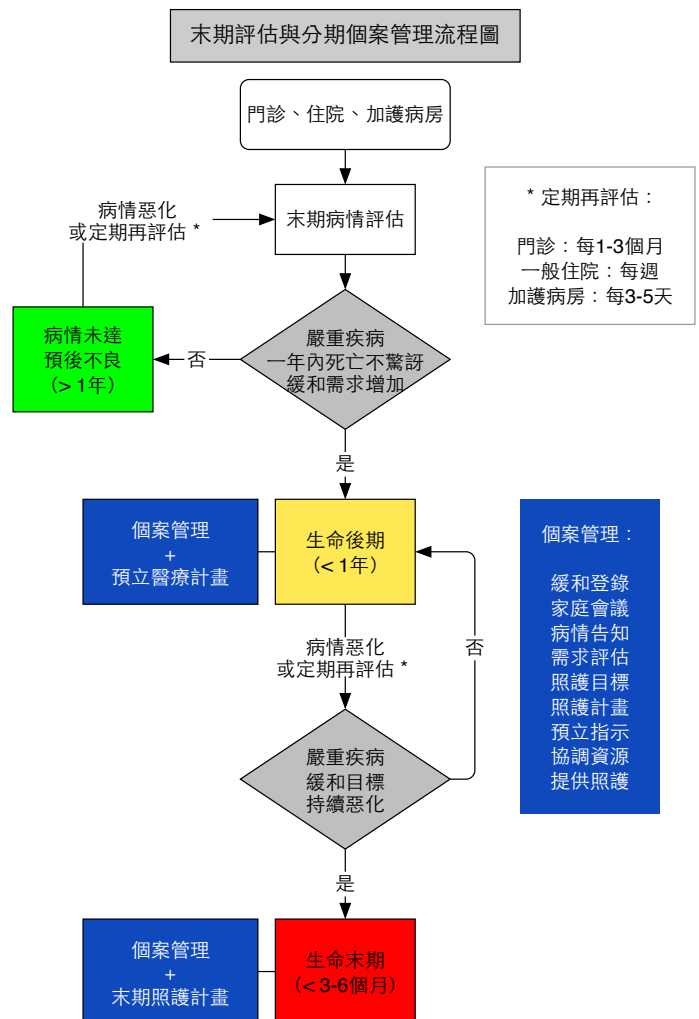 末期評估與分期個案管理流程圖
門診、住院、加護病房
病情惡化
或定期再評估 *
末期病情評估
* 定期再評估：
門診：每1-3個月
一般住院：每週
加護病房：每3-5天
病情未達
預後不良
（> 1年）
否
嚴重疾病
一年內死亡不驚訝
緩和需求增加
是
個案管理
+
預立醫療計畫
生命後期
（< 1年）
個案管理：
緩和登錄
家庭會議
病情告知
需求評估
照護目標
照護計畫
預立指示
協調資源
提供照護
病情惡化
或定期再評估 *
否
嚴重疾病
緩和目標
持續惡化
是
個案管理
+
末期照護計畫
生命末期
（< 3-6個月）